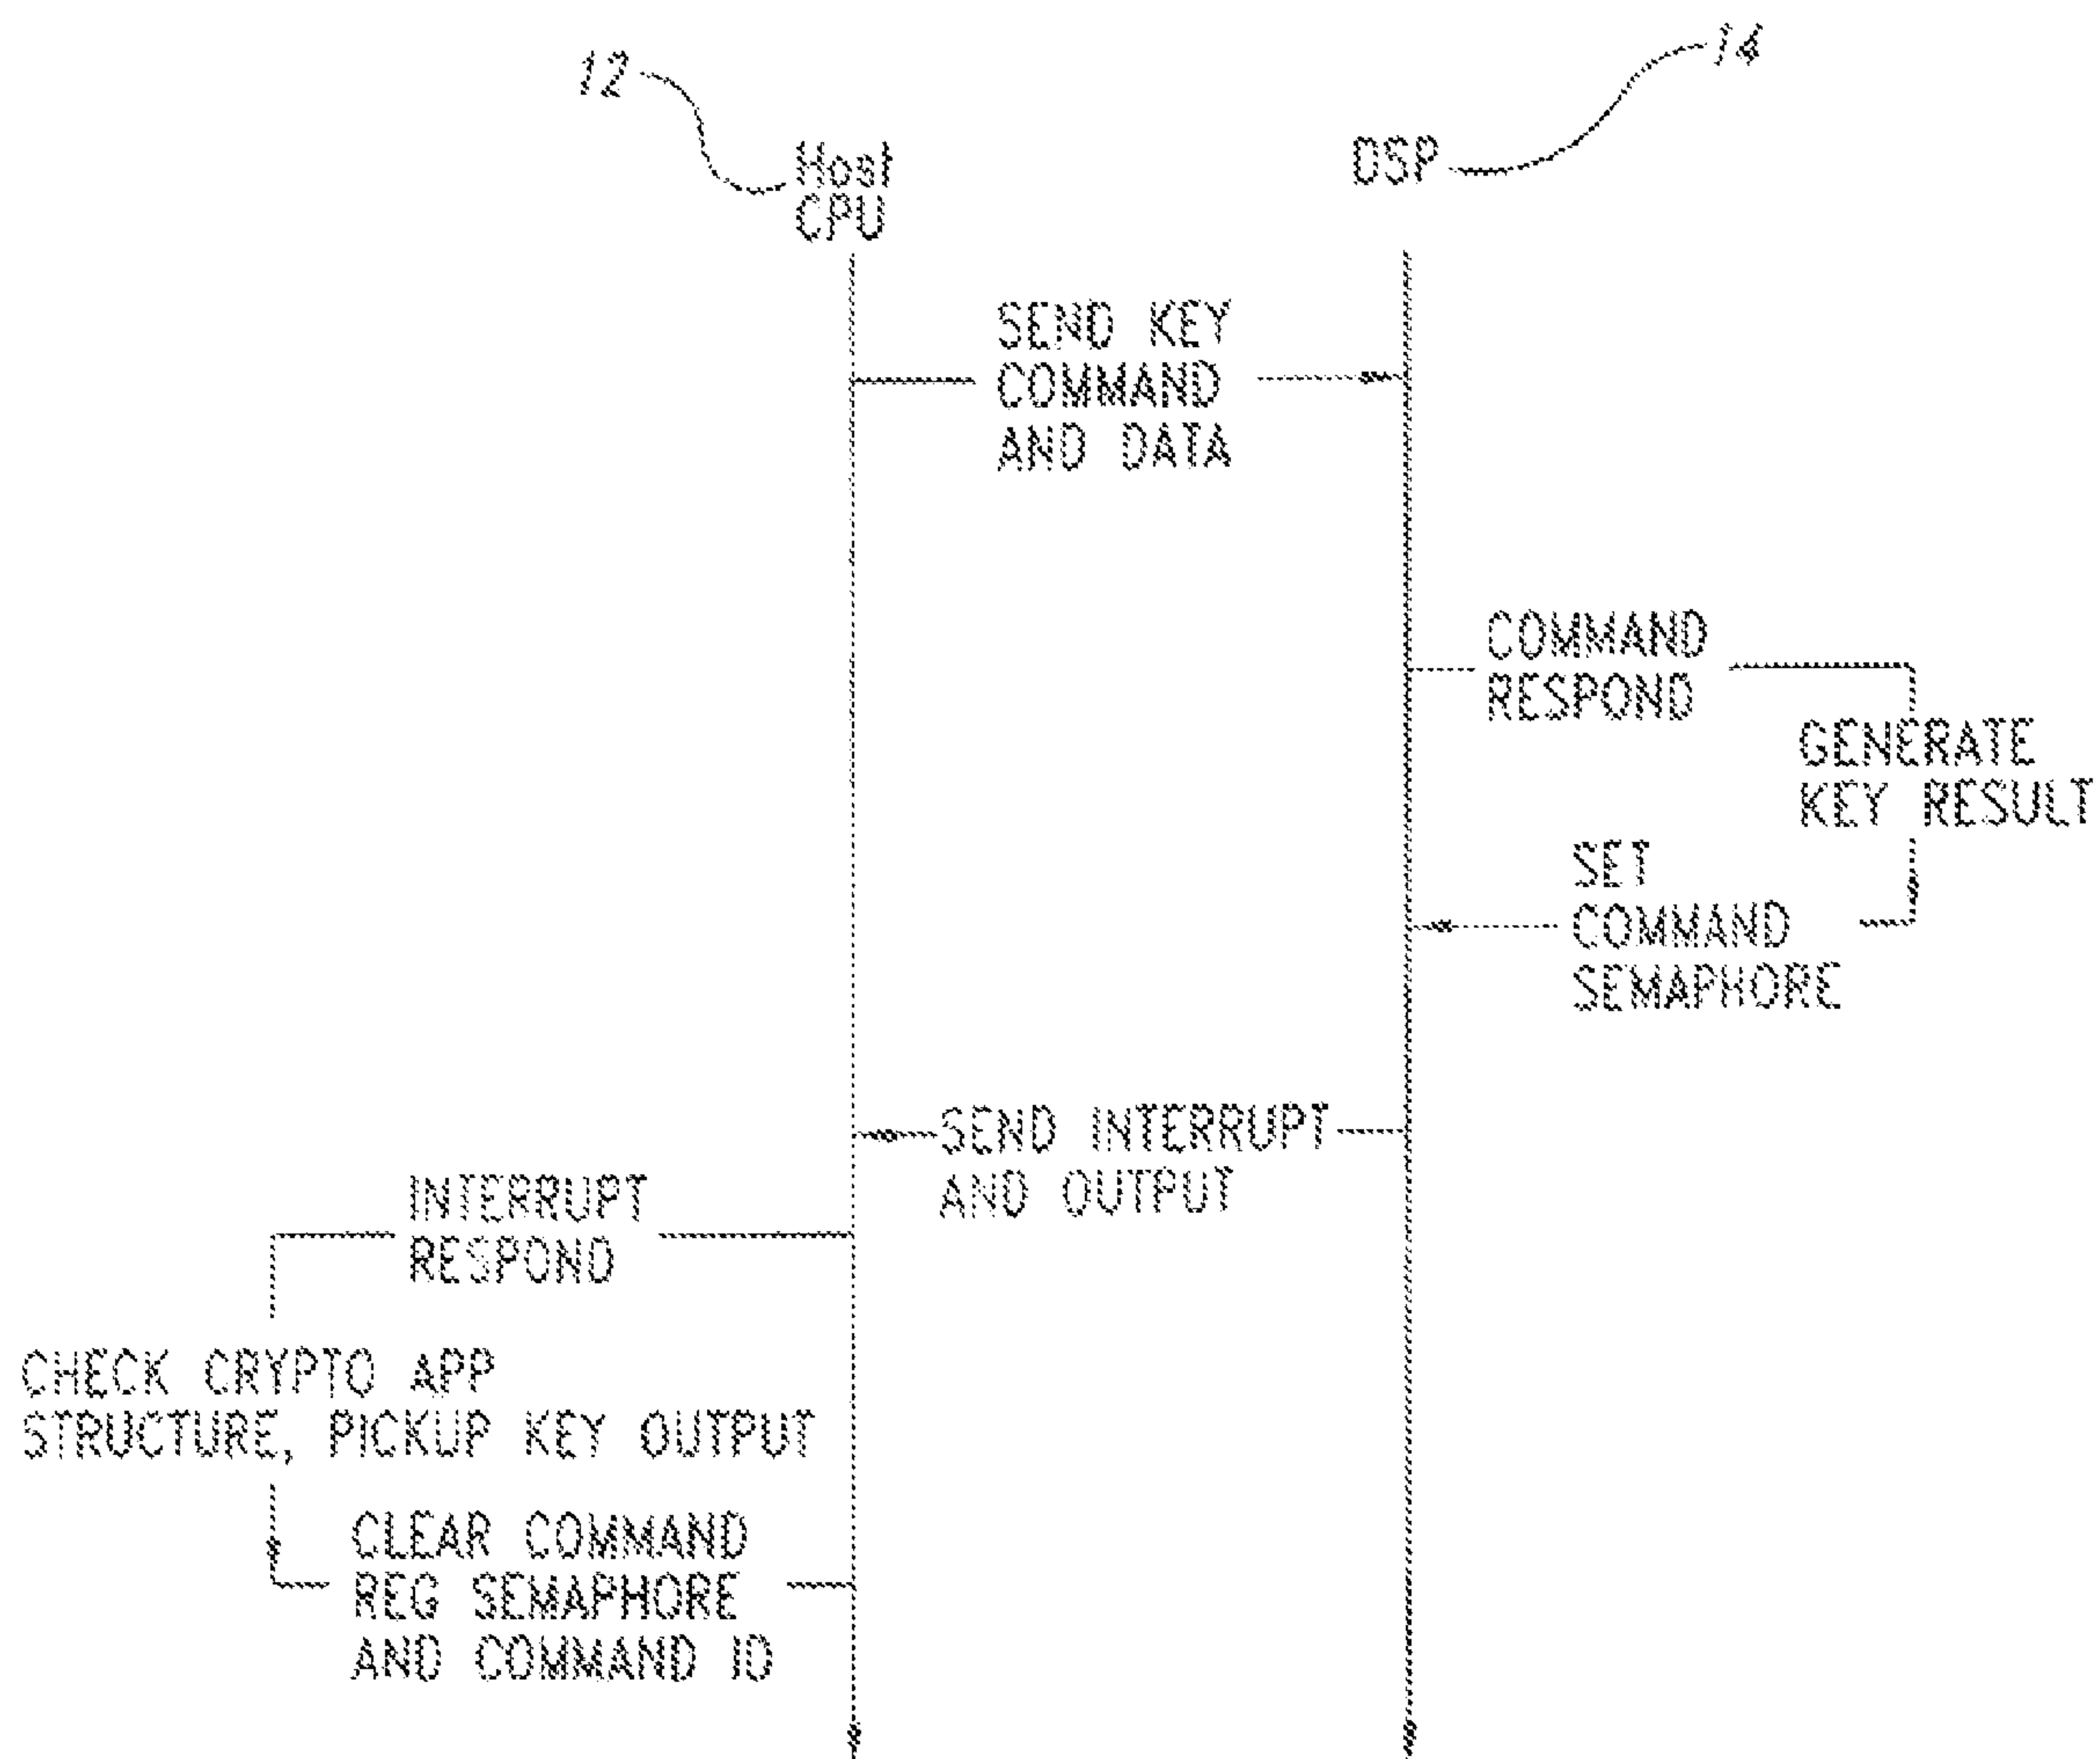 12
14
Host
CPU
DSP
SEND KEY
COMMAND
AND DATA
COMMAND
RESPOND
GENERATE
KEY RESULT
SET
COMMAND
SEMAPHORE
SEND INTERRUPT
AND OUTPUT
INTERRUPT
RESPOND
CHECK CRYPTO APP
STRUCTURE, PICKUP KEY OUTPUT
CLEAR COMMAND
REG SEMAPHORE
AND COMMAND ID